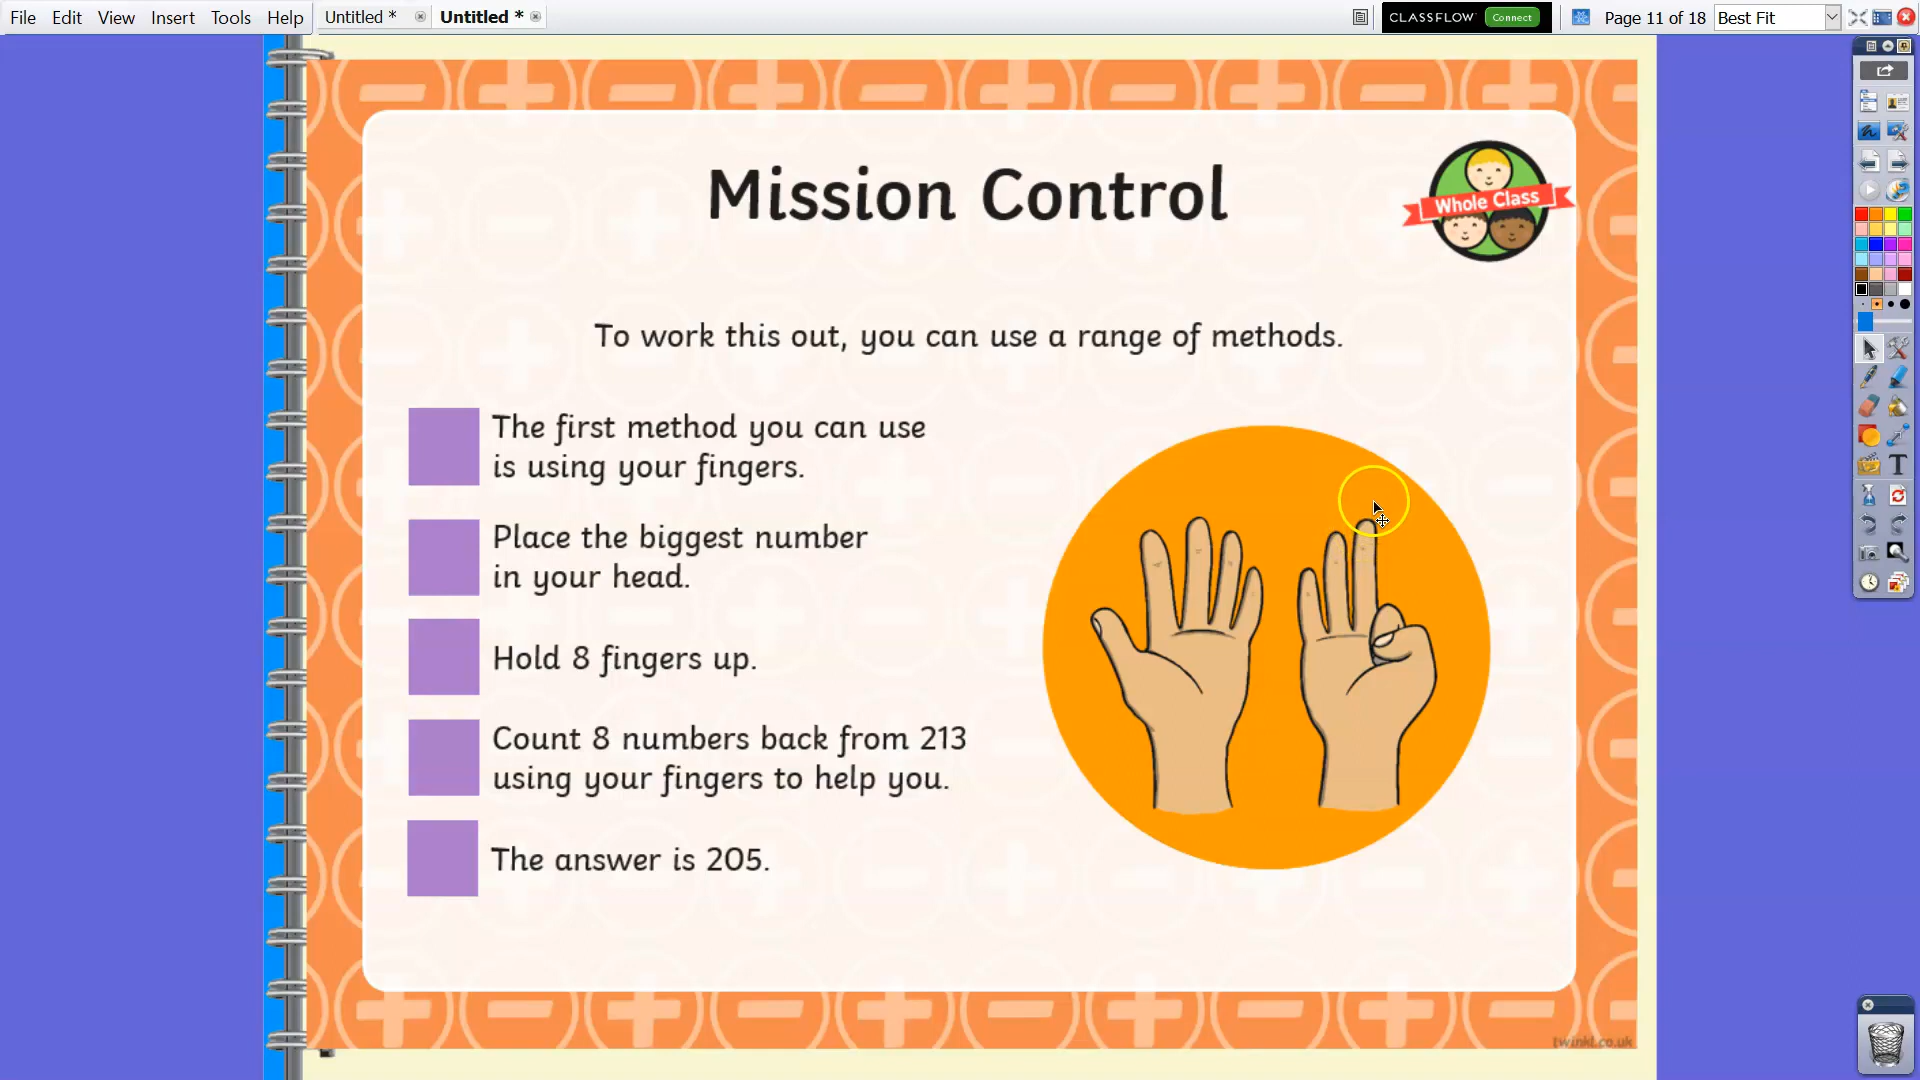 File Edit View Insert Tools Help Untitled * Untitled * CLASSFLOW Connect Page 11 of 18 Best Fit
Mission Control
Whole Class
To work this out, you can use a range of methods.
The first method you can use
is using your fingers.
Place the biggest number
in your head.
Hold 8 fingers up.
Count 8 numbers back from 213
using your fingers to help you.
The answer is 205.
twinkl.co.uk